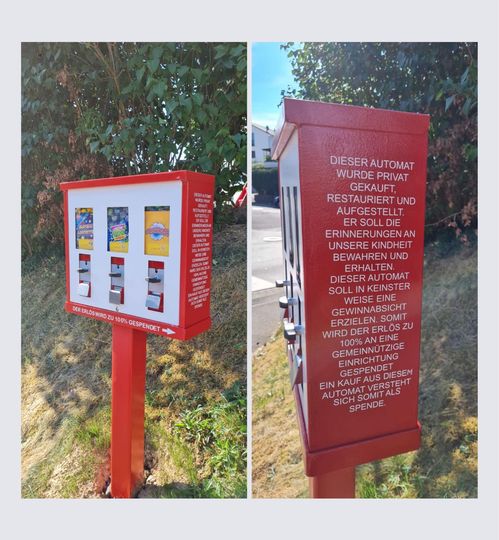 DER ERLÖS WIRD ZU 100% GESPENDET
DIESER AUTOMAT
WURDE PRIVAT
GEKAUFT,
RESTAURIERT UND
AUFGESTELLT.
ER SOLL DIE
ERINNERUNGEN AN
UNSERE KINDHEIT
BEWAHREN UND
ERHALTEN.
DIESER AUTOMAT
SOLL IN KEINSTER
WEISE EINE
GEWINNABSICHT
ERZIELEN. SOMIT
WIRD DER ERLÖS ZU
100% AN EINE
GEMEINNÜTZIGE
EINRICHTUNG
GESPENDET
EIN KAUF AUS DIESEM
AUTOMAT VERSTEHT
SICH SOMIT ALS
SPENDE.